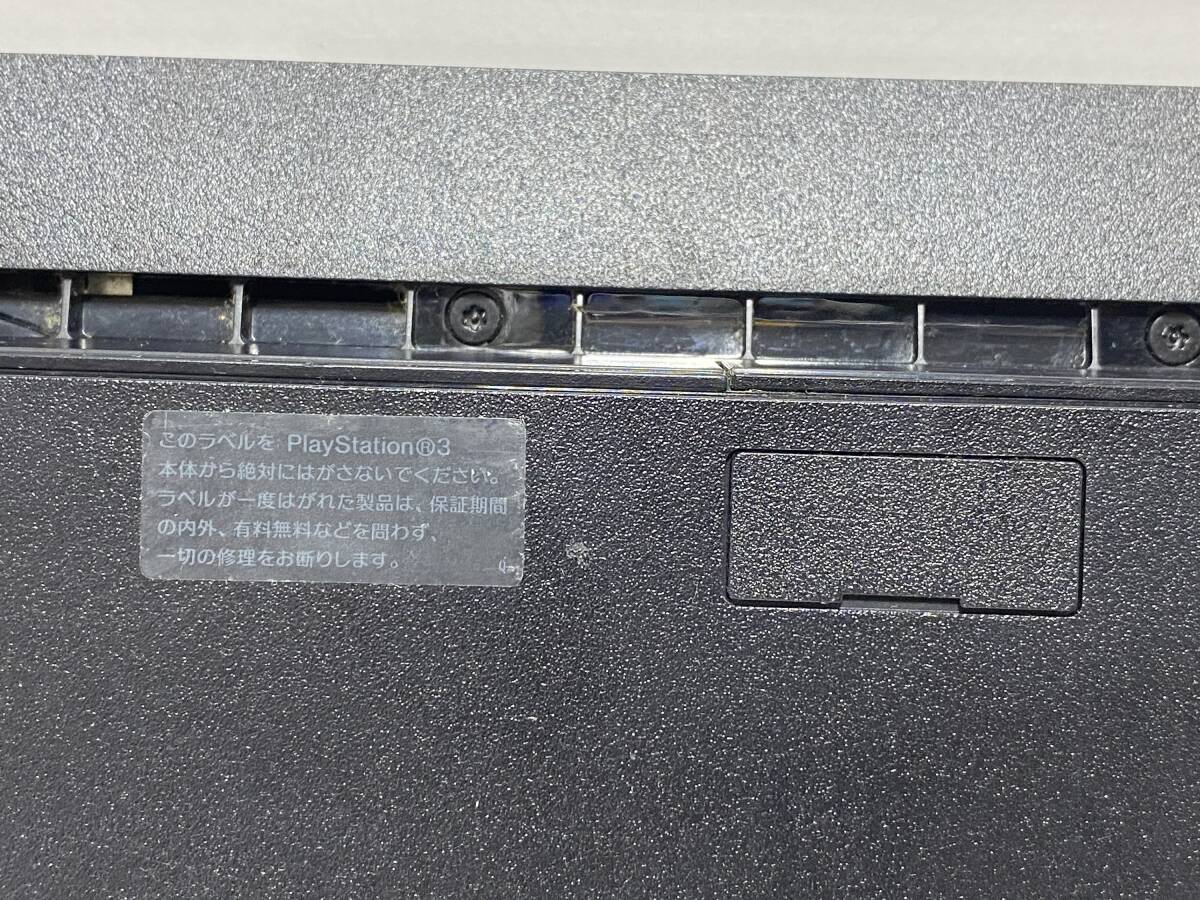 このラベルを PlayStation®3
本体から絶対にはがさないでください。
ラベルが一度はがれた製品は、保証期間
の内外、有料無料などを問わず、
一切の修理をお断りします。